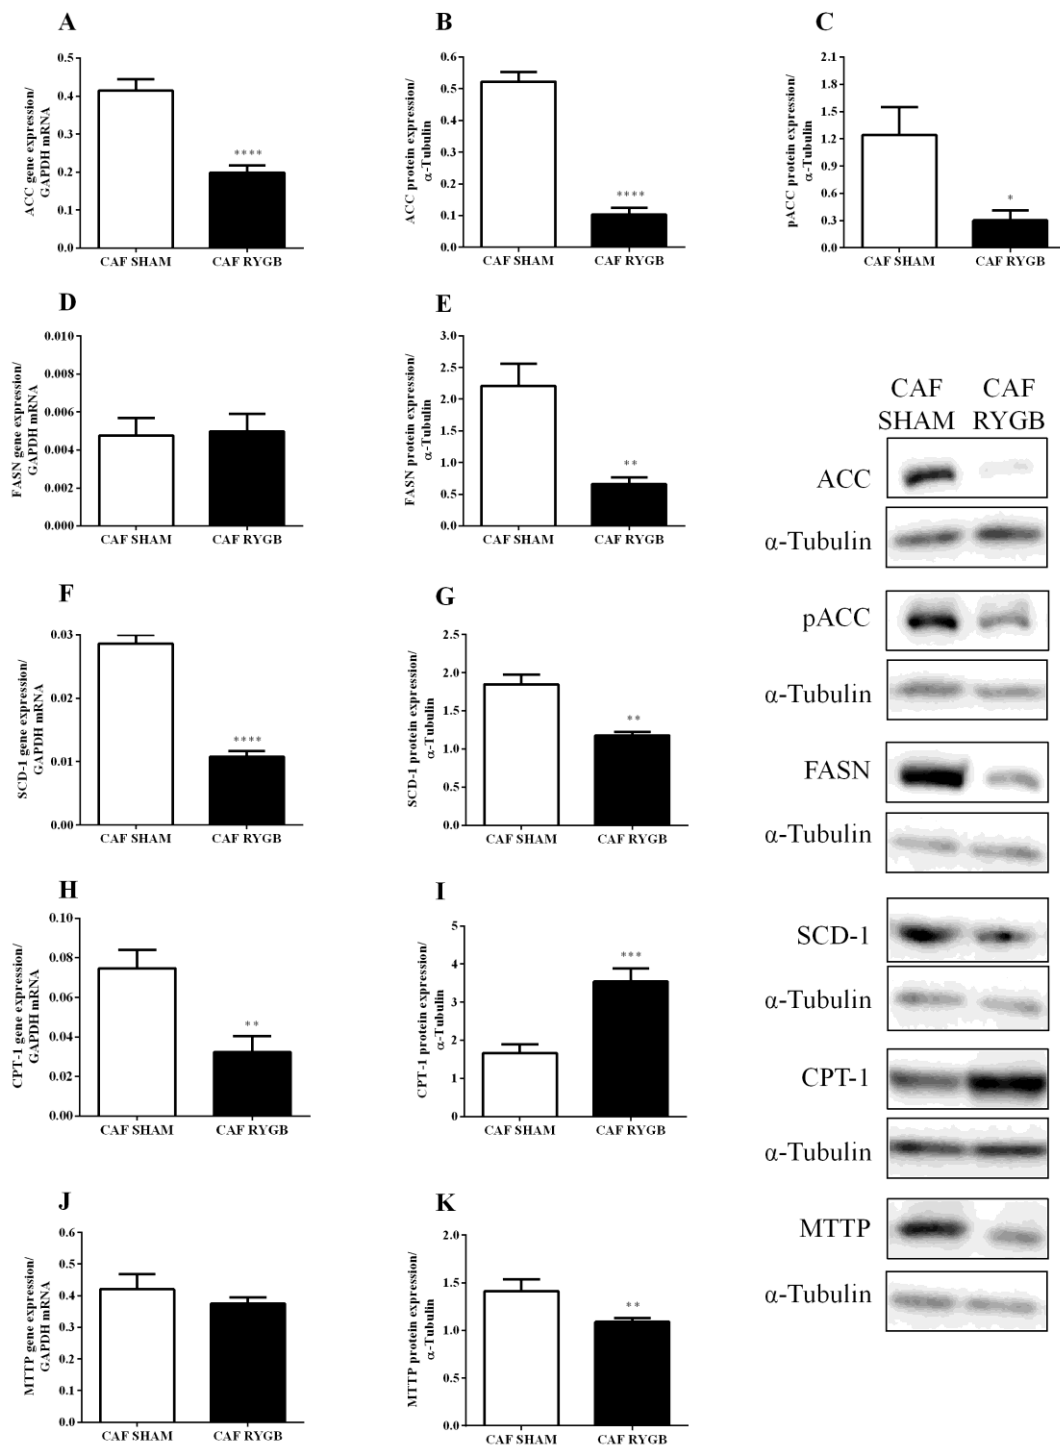 A
ACC gene expression/
GAPDH mRNA
0.5
0.4
0.3
0.2
0.1
0.0
****
CAF SHAM
CAF RYGB
B
ACC protein expression/
α-Tubulin
0.6
0.5
0.4
0.3
0.2
0.1
0.0
****
CAF SHAM
CAF RYGB
C
pACC protein expression/
α-Tubulin
2.1
1.8
1.5
1.2
0.9
0.6
0.3
0.0
*
CAF SHAM
CAF RYGB
D
FASN gene expression/
GAPDH mRNA
0.010
0.008
0.006
0.004
0.002
0.000
CAF SHAM
CAF RYGB
E
FASN protein expression/
α-Tubulin
3.0
2.5
2.0
1.5
1.0
0.5
0.0
**
CAF SHAM
CAF RYGB
F
SCD-1 gene expression/
GAPDH mRNA
0.03
0.02
0.01
0.00
****
CAF SHAM
CAF RYGB
G
SCD-1 protein expression/
α-Tubulin
2.5
2.0
1.5
1.0
0.5
0.0
**
CAF SHAM
CAF RYGB
H
CPT-1 gene expression/
GAPDH mRNA
0.10
0.08
0.06
0.04
0.02
0.00
**
CAF SHAM
CAF RYGB
I
CPT-1 protein expression/
α-Tubulin
5
4
3
2
1
0
***
CAF SHAM
CAF RYGB
J
MTTP gene expression/
GAPDH mRNA
0.6
0.5
0.4
0.3
0.2
0.1
0.0
CAF SHAM
CAF RYGB
K
MTTP protein expression/
α-Tubulin
2.0
1.5
1.0
0.5
0.0
**
CAF SHAM
CAF RYGB
CAF CAF
SHAM RYGB
ACC
α-Tubulin
pACC
α-Tubulin
FASN
α-Tubulin
SCD-1
α-Tubulin
CPT-1
α-Tubulin
MTTP
α-Tubulin